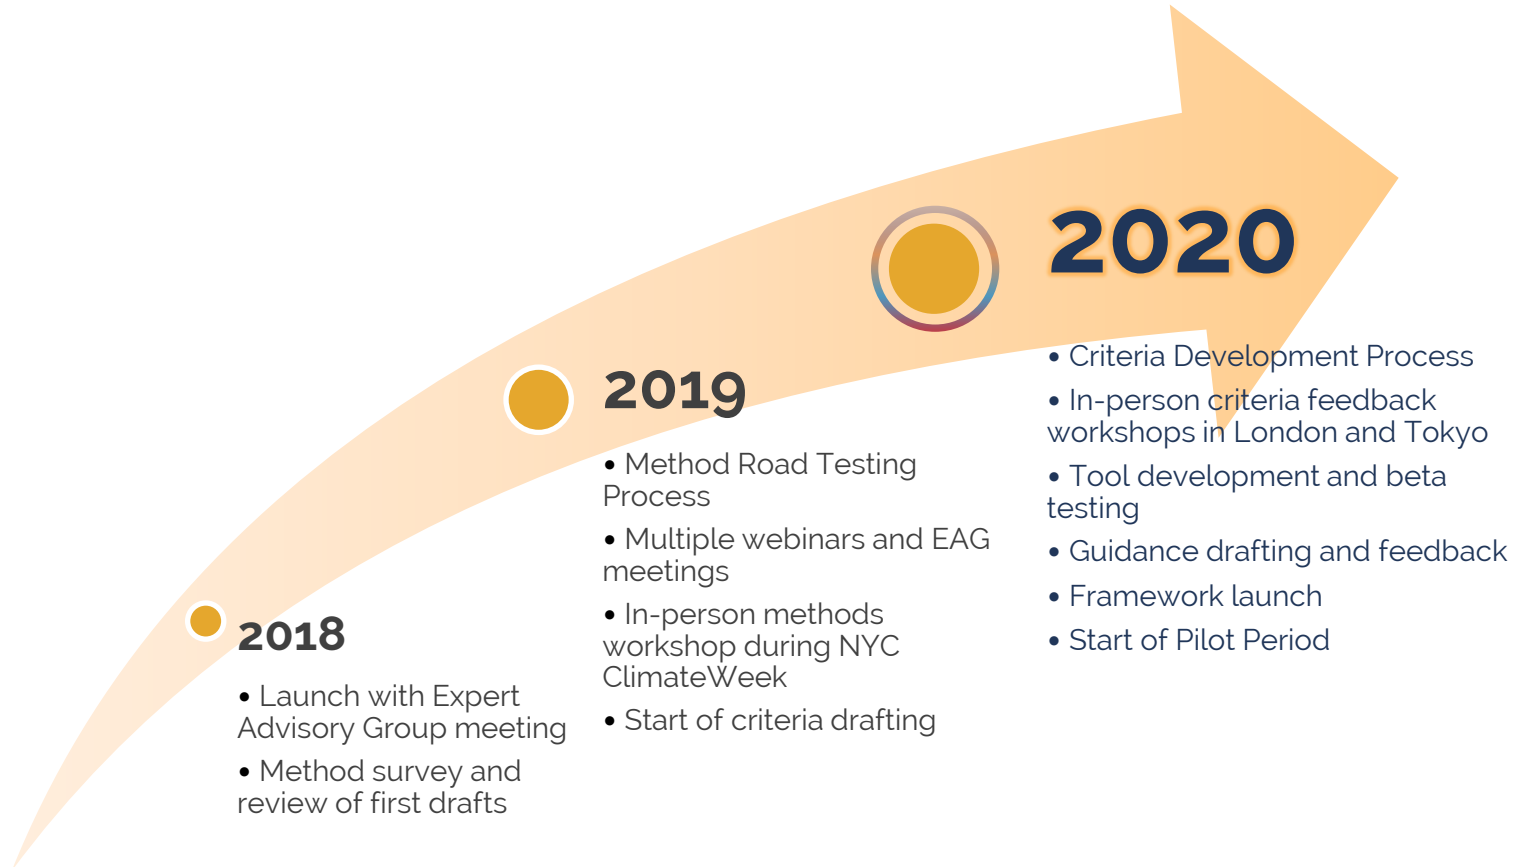 2018
• Launch with Expert
Advisory Group meeting
• Method survey and
review of first drafts
2019
• Method Road Testing
Process
• Multiple webinars and EAG
meetings
• In-person methods
workshop during NYC
ClimateWeek
• Start of criteria drafting
2020
• Criteria Development Process
• In-person criteria feedback
workshops in London and Tokyo
• Tool development and beta
testing
• Guidance drafting and feedback
• Framework launch
• Start of Pilot Period